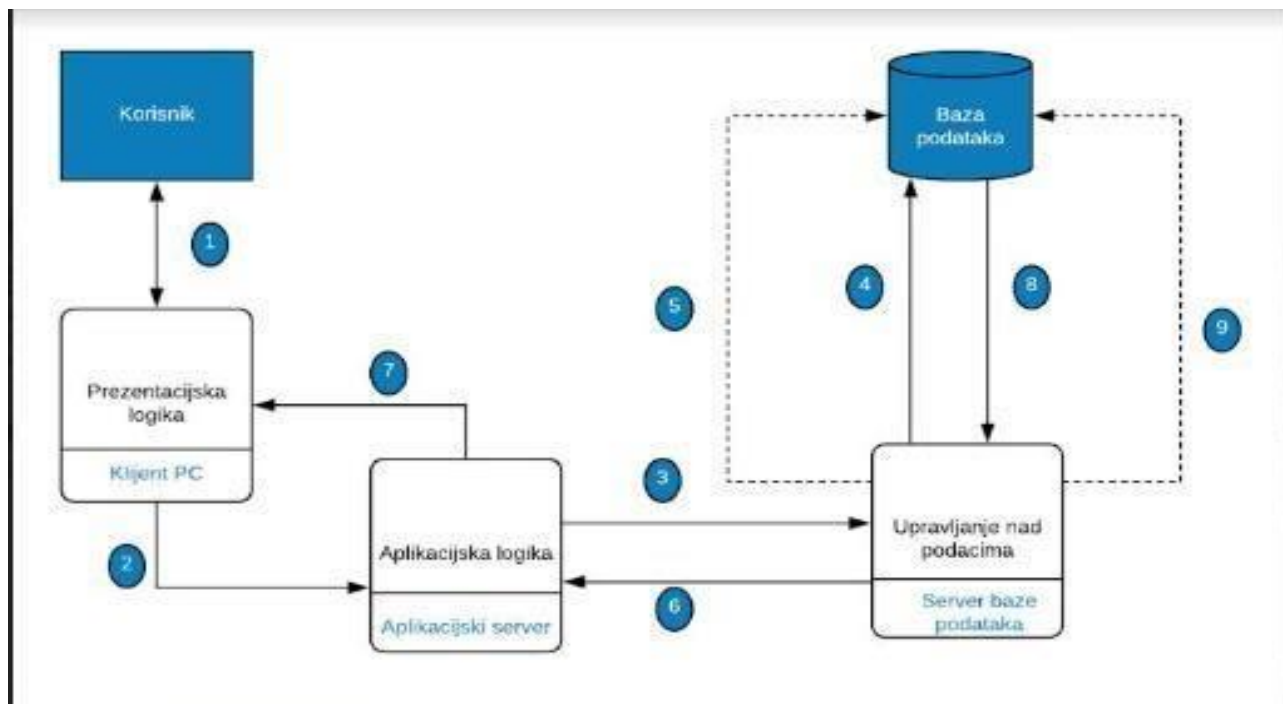 Korisnik
Baza
podataka
1
4
8
5
9
7
Prezentacijska
logika
Klijent PC
3
Aplikacijska logika
Upravljanje nad
podacima
2
6
Aplikacijski server
Server baze
podataka